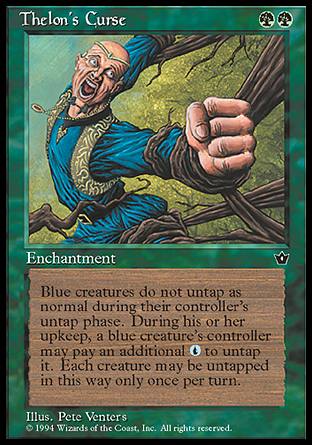 Thelon's Curse
Enchantment
Blue creatures do not untap as
normal during their controller's
untap phase. During his or her
upkeep, a blue creature's controller
may pay an additional to untap
it. Each creature may be untapped
in this way only once per turn.
Illus. Pete Venters
© 1994 Wizards of the Coast, Inc. All rights reserved.